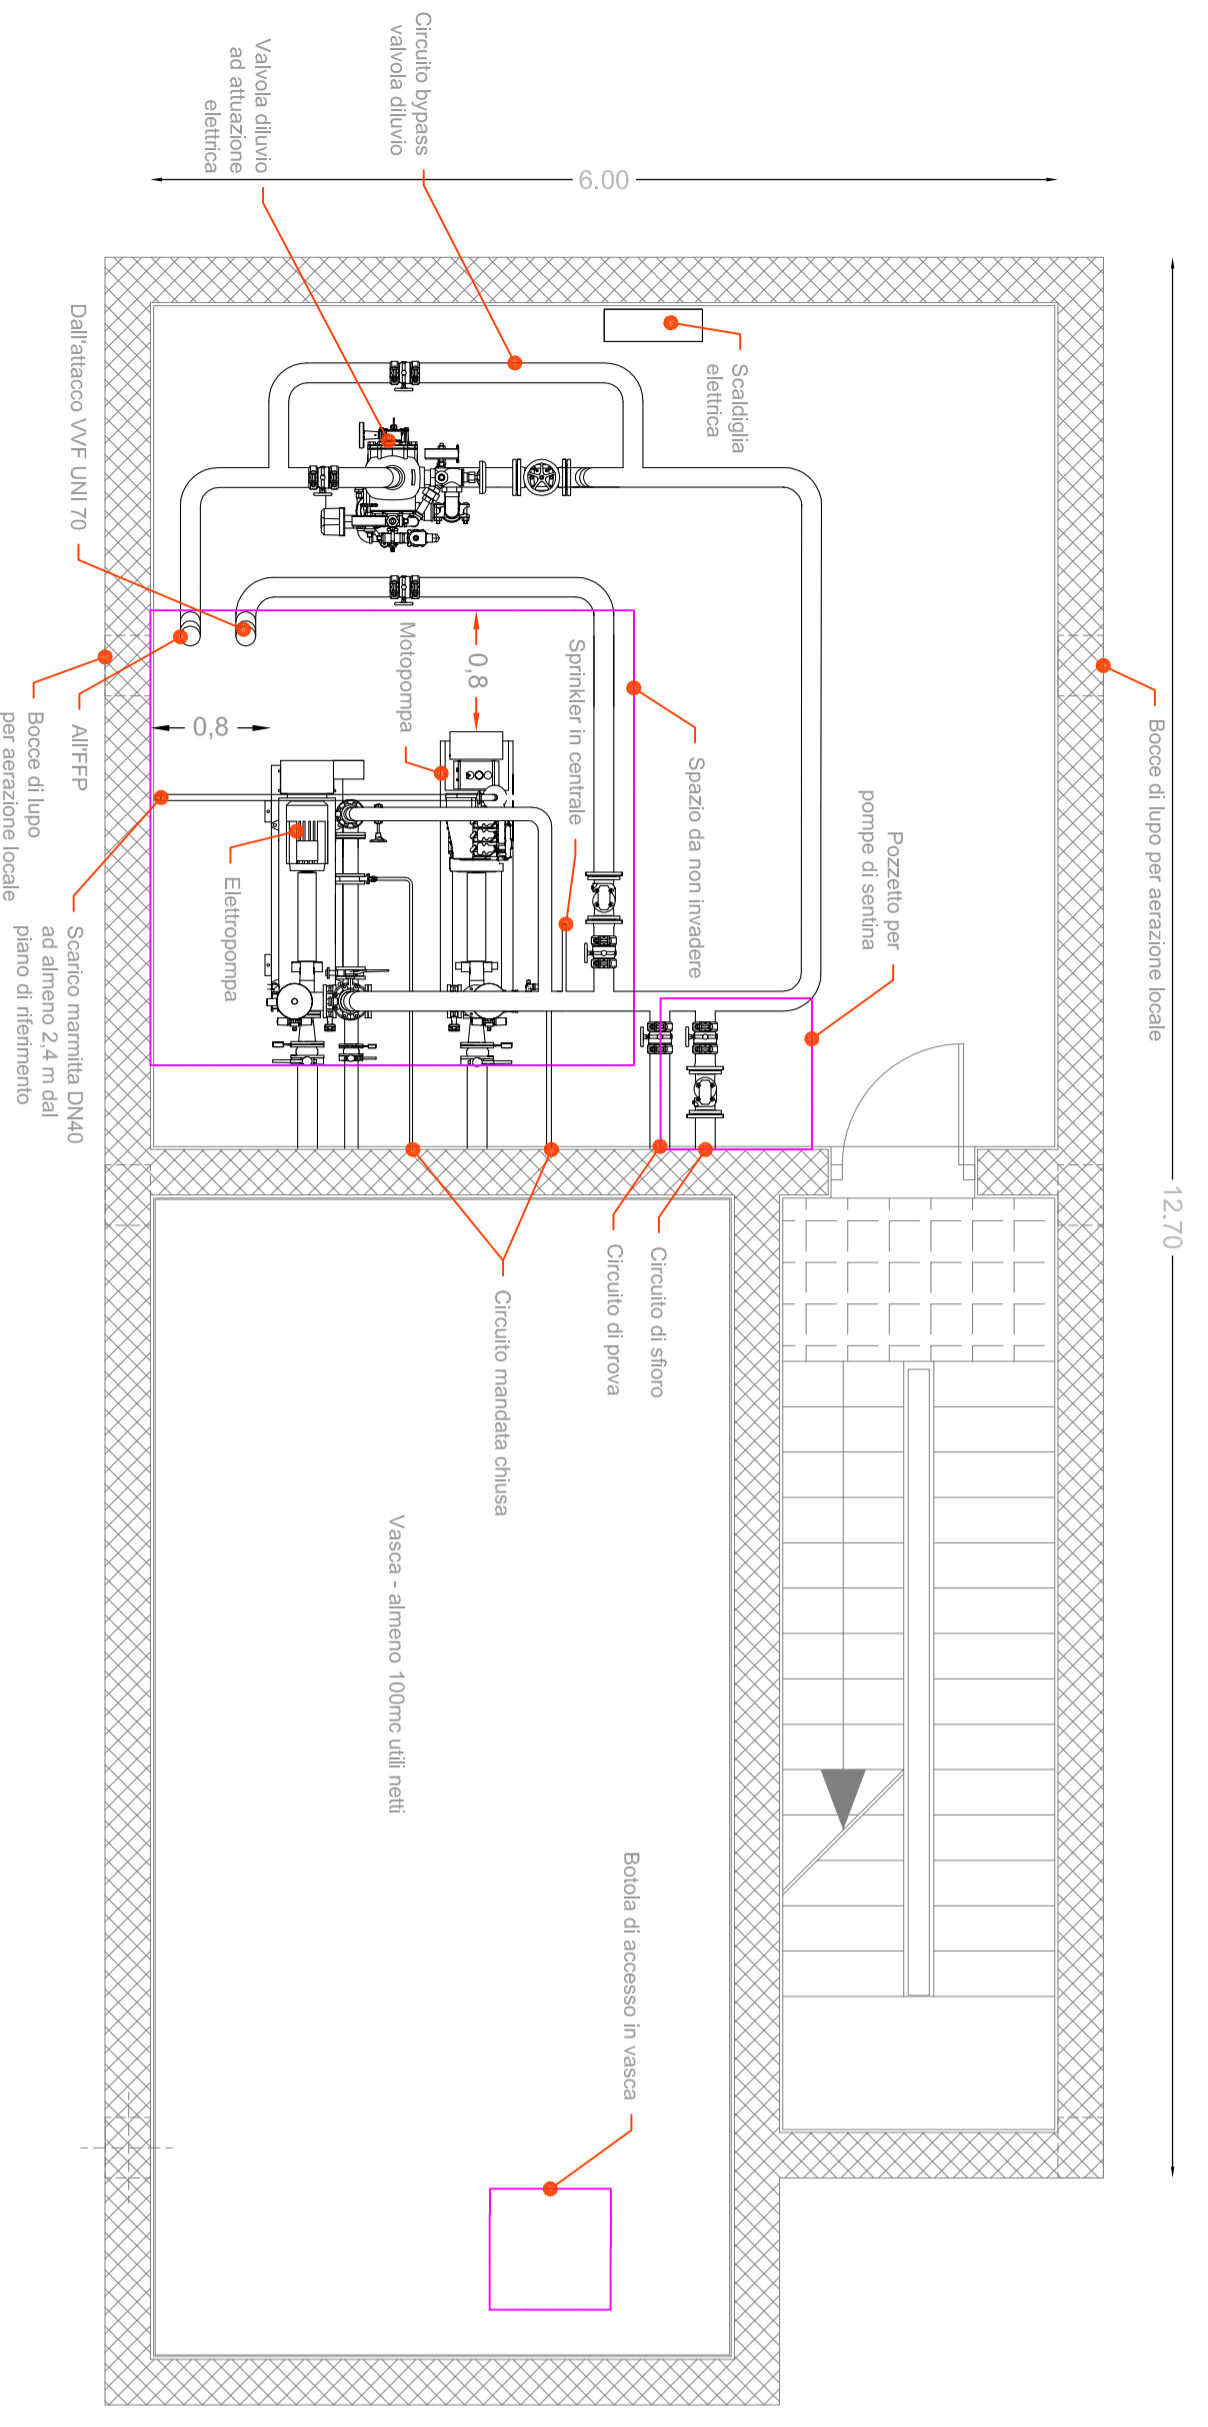 Circuito bypass
valvola diluvio
Valvola diluvio
ad attuazione
elettrica
6.00
Bocce di lupo per aerazione locale
12.70
Scaldiglia
elettrica
Dall'attacco VVF UNI 70
All'FFP
Bocce di lupo
per aerazione locale
Scarico marmitta DN40
ad almeno 2,4 m dal
piano di riferimento
0,8
0,8
Motopompa
Sprinkler in centrale
Spazio da non invadere
Pozzetto per
pompe di sentina
Elettropompa
Circuito di sfioro
Circuito di prova
Circuito mandata chiusa
Vasca - almeno 100mc utili netti
Botola di accesso in vasca